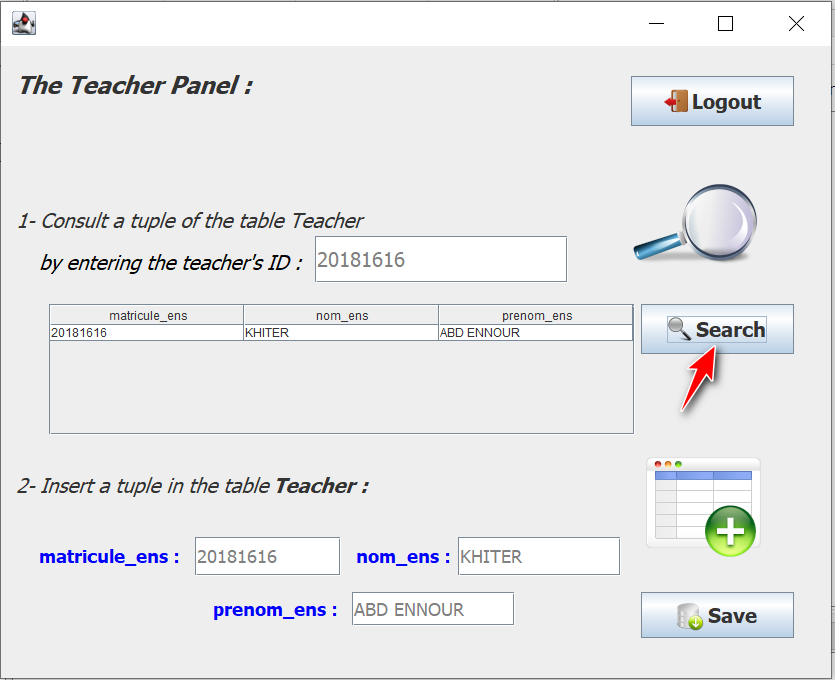 The Teacher Panel :
Logout
1- Consult a tuple of the table Teacher
by entering the teacher's ID : 20181616
matricule_ens nom_ens prenom_ens
20181616 KHITER ABD ENNOUR
Search
2- Insert a tuple in the table Teacher :
matricule_ens : 20181616 nom_ens : KHITER
prenom_ens : ABD ENNOUR
Save